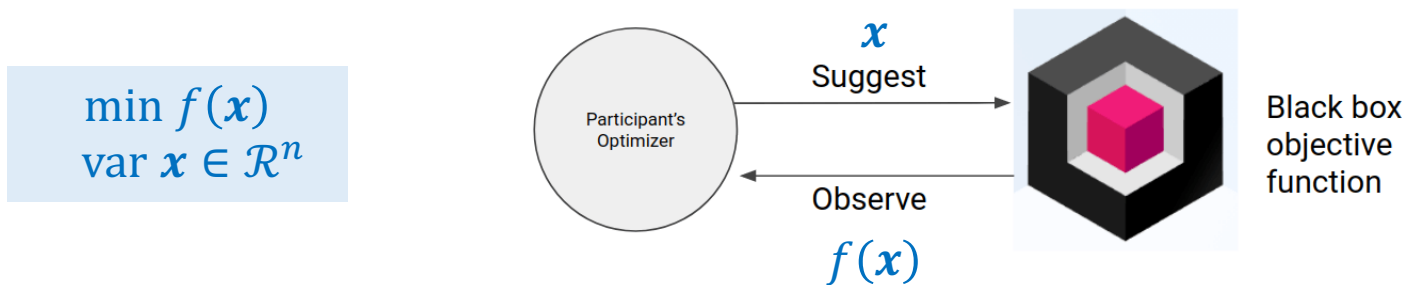 min f(x)
var x ∈ ℛⁿ
Participant's
Optimizer
x
Suggest
Observe
f(x)
Black box
objective
function